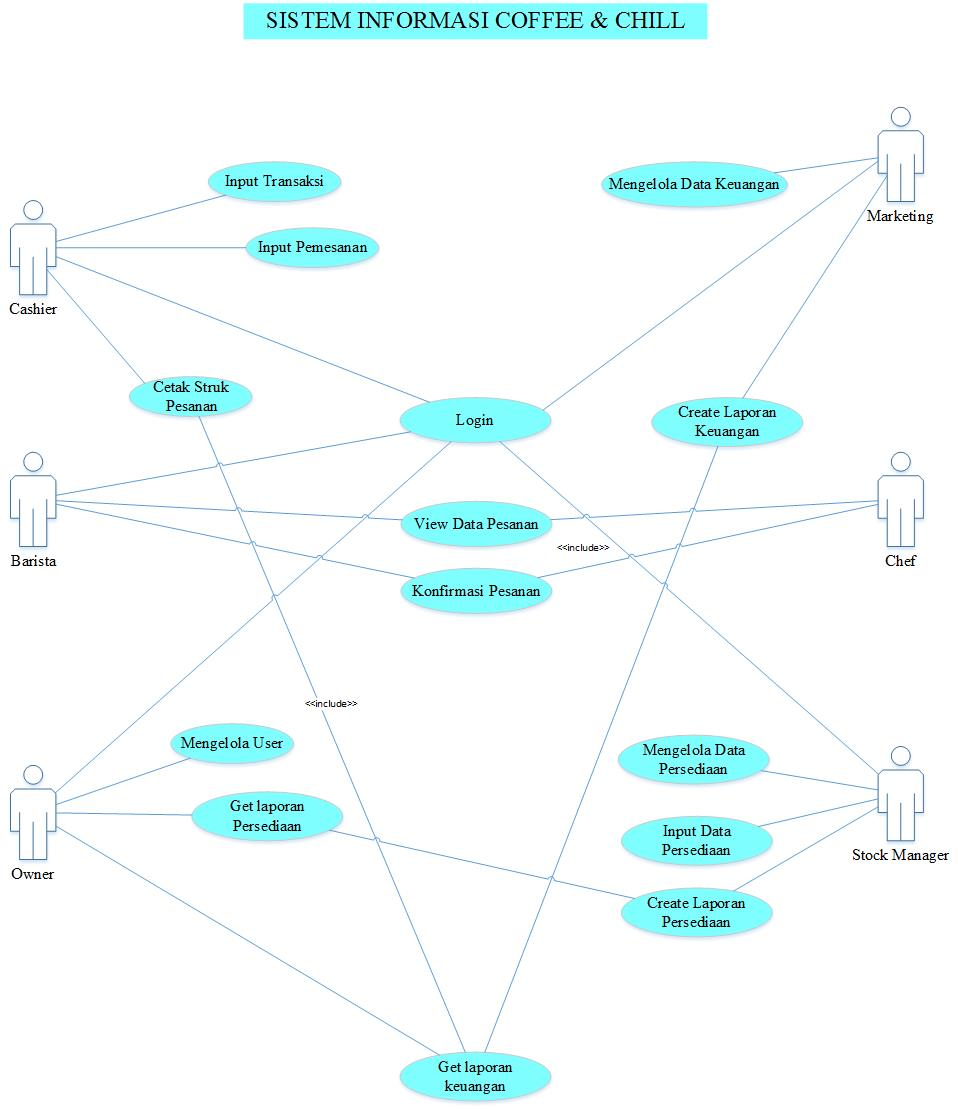 SISTEM INFORMASI COFFEE & CHILL
Input Transaksi
Mengelola Data Keuangan
Marketing
Input Pemesanan
Cashier
Cetak Struk
Pesanan
Login
Create Laporan
Keuangan
View Data Pesanan
<<include>>
Barista
Chef
Konfirmasi Pesanan
<<include>>
Mengelola User
Mengelola Data
Persediaan
Get laporan
Persediaan
Input Data
Persediaan
Stock Manager
Owner
Create Laporan
Persediaan
Get laporan
keuangan